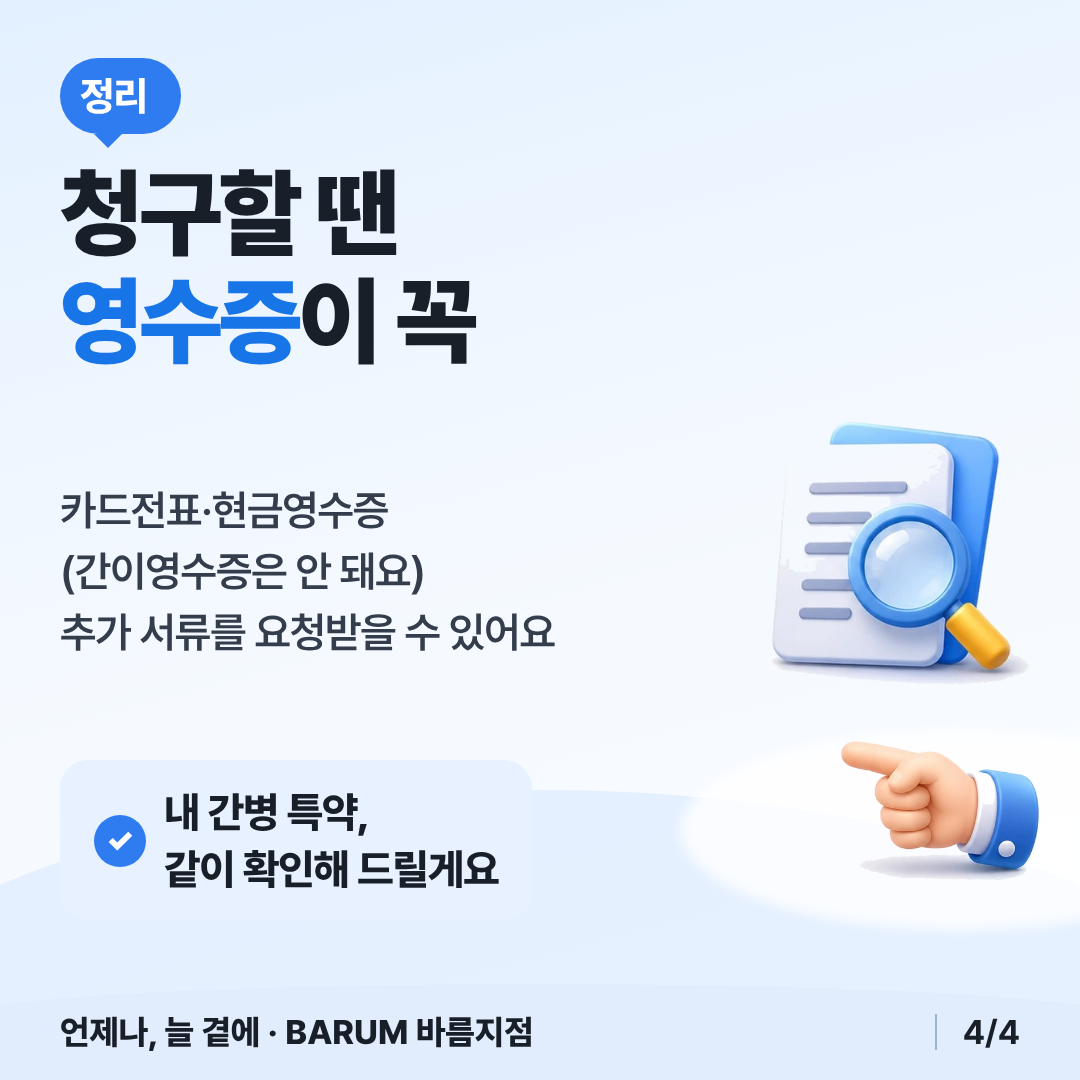 정리
청구할 땐
영수증이 꼭
카드전표·현금영수증
(간이영수증은 안 돼요)
추가 서류를 요청받을 수 있어요
내 간병 특약,
같이 확인해 드릴게요
언제나, 늘 곁에 · BARUM 바름지점
4/4